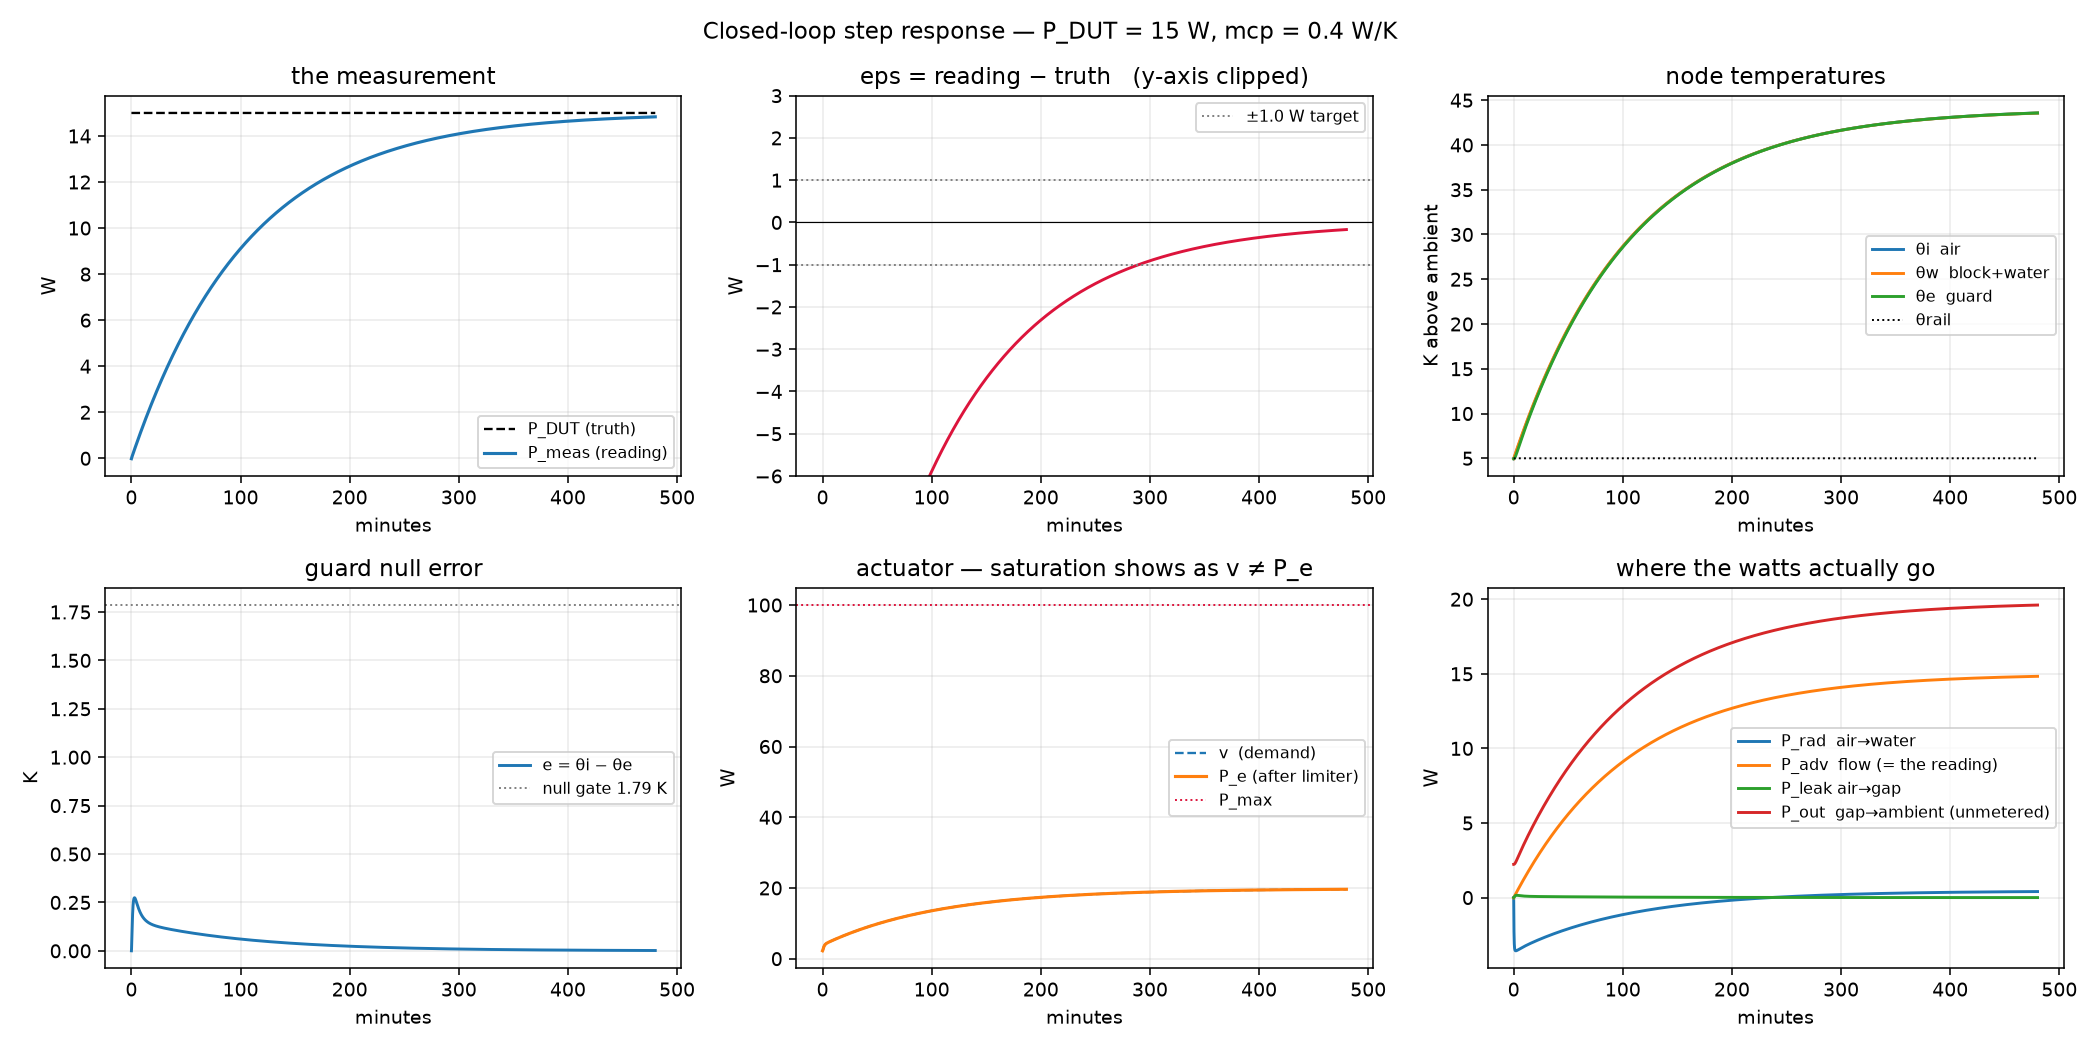 Closed-loop step response — P_DUT = 15 W, mcp = 0.4 W/K
the measurement
W
14
12
10
8
6
4
2
0
P_DUT (truth)
P_meas (reading)
0 100 200 300 400 500
minutes
eps = reading − truth (y-axis clipped)
W
3
2
1
0
−1
−2
−3
−4
−5
−6
±1.0 W target
0 100 200 300 400 500
minutes
node temperatures
K above ambient
45
40
35
30
25
20
15
10
5
θi air
θw block+water
θe guard
θrail
0 100 200 300 400 500
minutes
guard null error
K
1.75
1.50
1.25
1.00
0.75
0.50
0.25
0.00
e = θi − θe
null gate 1.79 K
0 100 200 300 400 500
minutes
actuator — saturation shows as v ≠ P_e
W
100
80
60
40
20
0
v (demand)
P_e (after limiter)
P_max
0 100 200 300 400 500
minutes
where the watts actually go
W
20
15
10
5
0
P_rad air→water
P_adv flow (= the reading)
P_leak air→gap
P_out gap→ambient (unmetered)
0 100 200 300 400 500
minutes